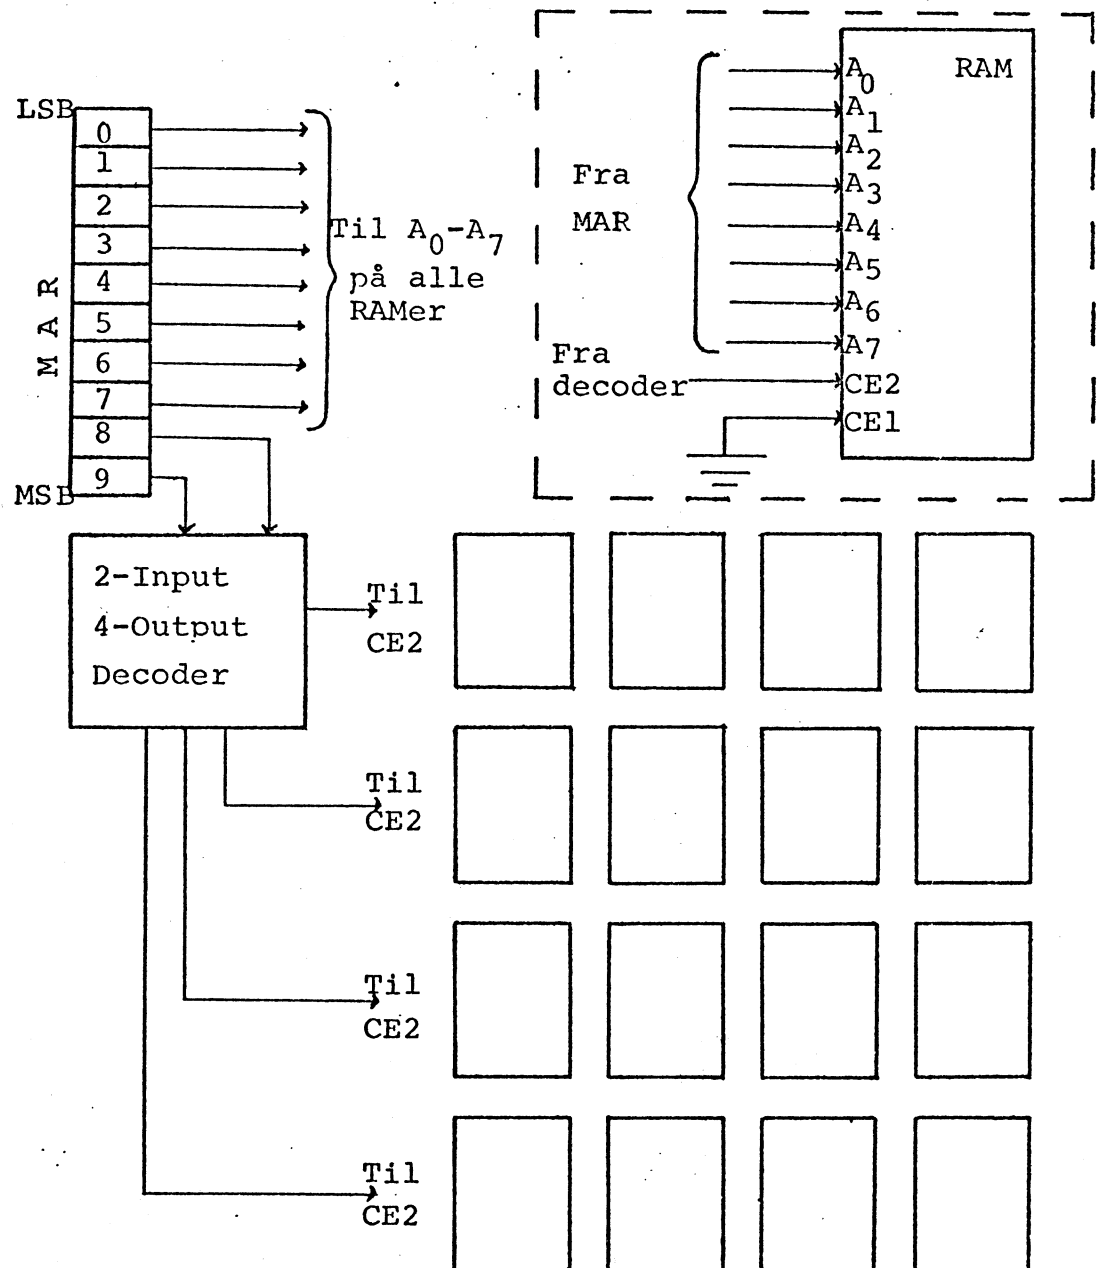 LSB
0
1
2
3
4
5
6
7
8
9
MSB
M A R
Til A0-A7
på alle
RAMer
2-Input
4-Output
Decoder
Fra
MAR
Fra
decoder
RAM
A0
A1
A2
A3
A4
A5
A6
A7
CE2
CE1
Til
CE2
Til
CE2
Til
CE2
Til
CE2